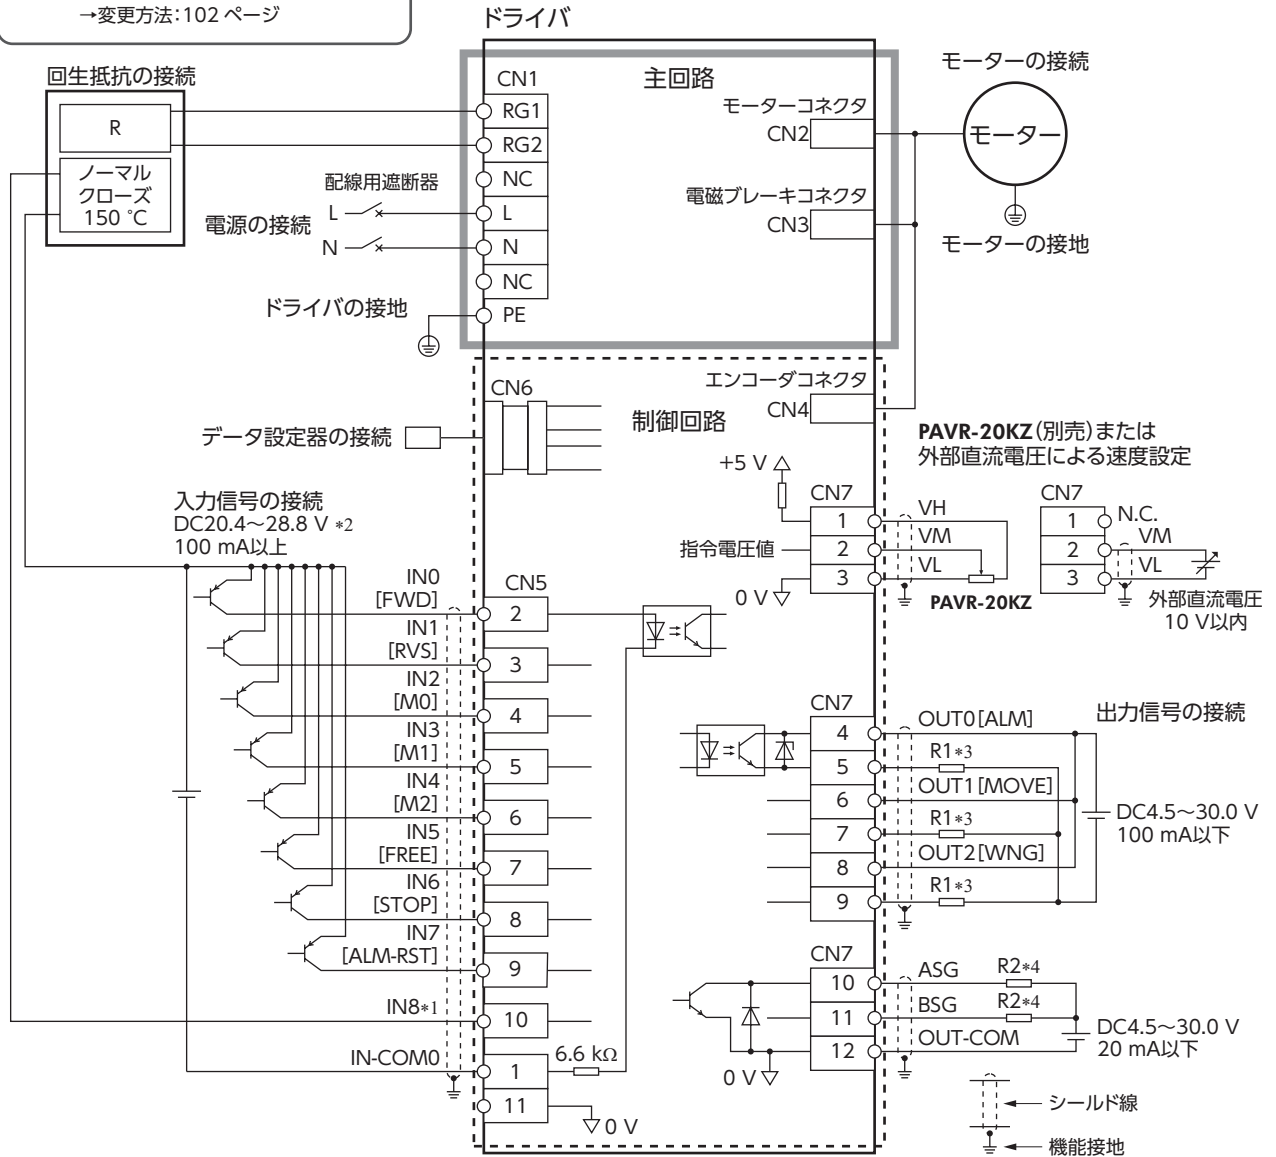 →変更方法：102 ページ
ドライバ
回生抵抗の接続
R
ノーマル
クローズ
150 ˚C
配線用遮断器
電源の接続
L
N
ドライバの接地
CN1
RG1
RG2
NC
L
N
NC
PE
主回路
モーターコネクタ
CN2
電磁ブレーキコネクタ
CN3
モーターの接続
モーター
モーターの接地
エンコーダコネクタ
CN4
制御回路
CN6
データ設定器の接続
入力信号の接続
DC20.4～28.8 V *2
100 mA以上
IN0
[FWD]
IN1
[RVS]
IN2
[M0]
IN3
[M1]
IN4
[M2]
IN5
[FREE]
IN6
[STOP]
IN7
[ALM-RST]
IN8*1
IN-COM0
CN5
2
3
4
5
6
7
8
9
10
1
11
6.6 kΩ
0 V
PAVR-20KZ（別売）または
外部直流電圧による速度設定
+5 V
指令電圧値
0 V
CN7
1
2
3
VH
VM
VL
PAVR-20KZ
CN7
1
2
3
N.C.
VM
VL
外部直流電圧
10 V以内
CN7
4
5
6
7
8
9
OUT0[ALM]
R1*3
OUT1[MOVE]
R1*3
OUT2[WNG]
R1*3
出力信号の接続
DC4.5～30.0 V
100 mA以下
CN7
10
11
12
ASG
R2*4
BSG
R2*4
OUT-COM
DC4.5～30.0 V
20 mA以下
0 V
シールド線
機能接地